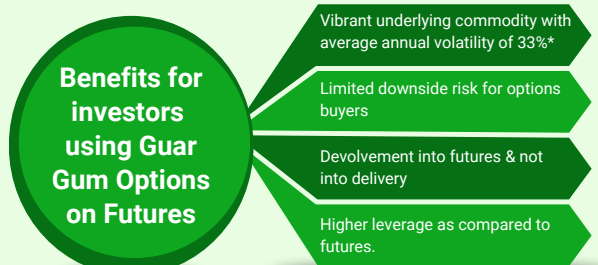 Benefits for
investors
using Guar
Gum Options
on Futures
Vibrant underlying commodity with
average annual volatility of 33%*
Limited downside risk for options
buyers
Devolvement into futures & not
into delivery
Higher leverage as compared to
futures.